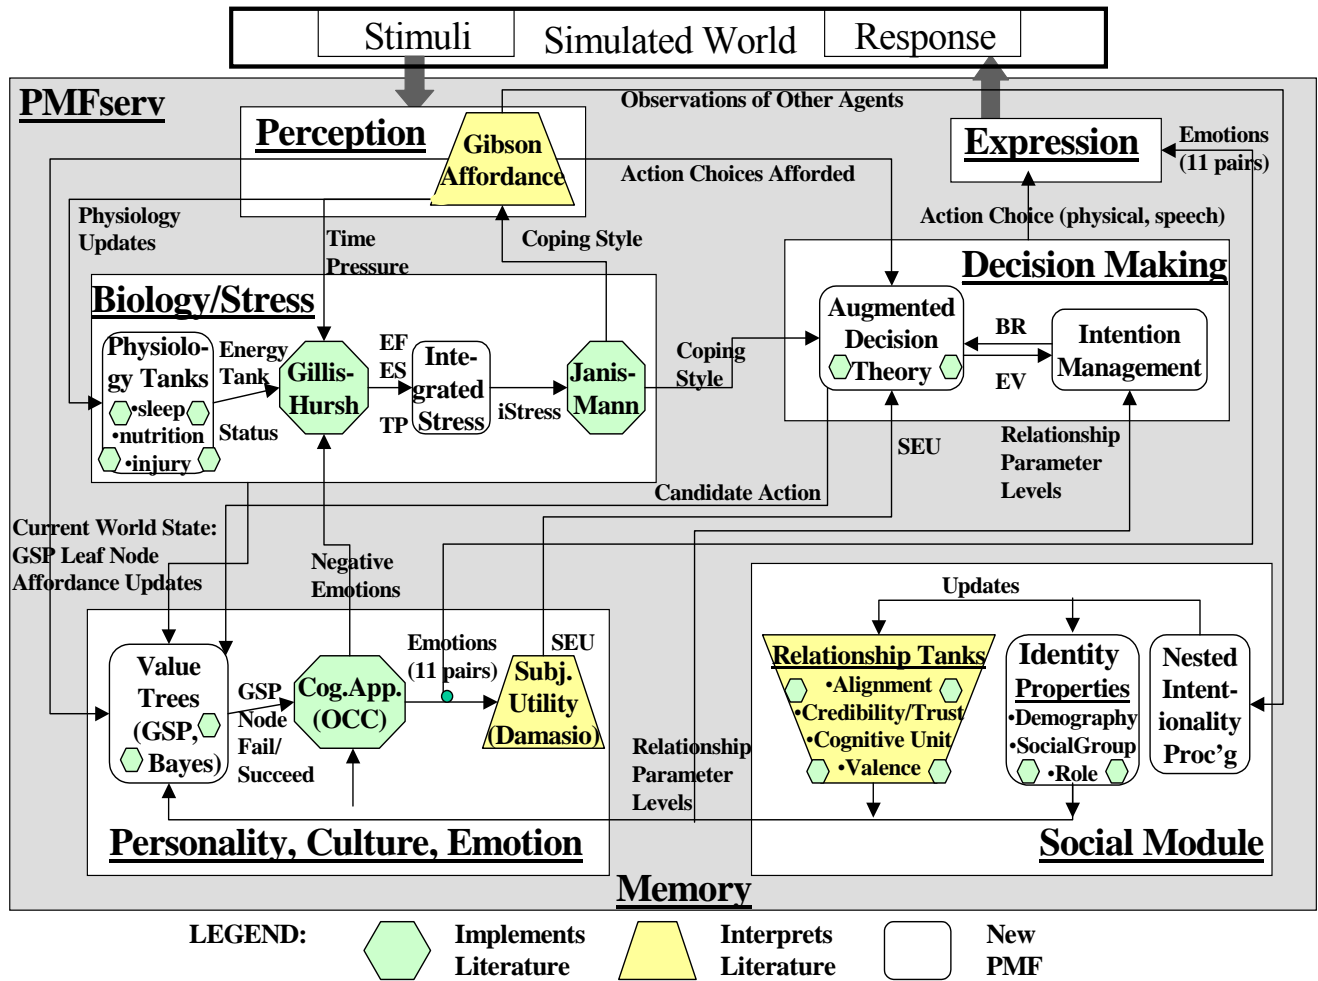 Stimuli
Simulated World
Response
PMFserv
Observations of Other Agents
Perception
Gibson
Affordance
Expression
Emotions
(11 pairs)
Action Choices Afforded
Physiology
Updates
Time
Pressure
Coping Style
Action Choice (physical, speech)
Biology/Stress
Decision Making
Physiolo-
gy Tanks
•sleep
•nutrition
•injury
Energy
Tank
Status
Gillis-
Hursh
EF
ES
TP
Inte-
grated
Stress
iStress
Janis-
Mann
Coping
Style
Augmented
Decision
Theory
BR
EV
Intention
Management
SEU
Relationship
Parameter
Levels
Candidate Action
Current World State:
GSP Leaf Node
Affordance Updates
Negative
Emotions
Updates
Value
Trees
(GSP,
Bayes)
GSP
Node
Fail/
Succeed
Cog.App.
(OCC)
Emotions
(11 pairs)
SEU
Subj.
Utility
(Damasio)
Relationship
Parameter
Levels
Relationship Tanks
•Alignment
•Credibility/Trust
•Cognitive Unit
•Valence
Identity
Properties
•Demography
•SocialGroup
•Role
Nested
Intent-
ionality
Proc'g
Personality, Culture, Emotion
Social Module
Memory
LEGEND:
Implements
Literature
Interprets
Literature
New
PMF